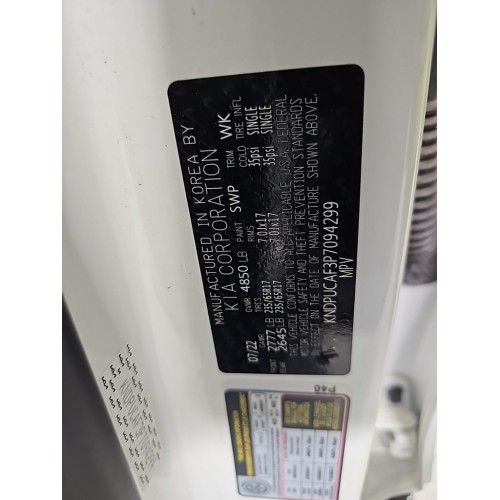 MANUFACTURED IN KOREA BY
KIA CORPORATION
07/22 GVWR 4850 LB PAINT SWP TRIM WK
GAWR TIRES RIMS COLD TIRE INFL
FRONT 2777 LB 235/65R17 7.0Jx17 35psi SINGLE
REAR 2645 LB 235/65R17 7.0Jx17 35psi SINGLE
THIS VEHICLE CONFORMS TO ALL APPLICABLE U.S.A. FEDERAL
MOTOR VEHICLE SAFETY AND THEFT PREVENTION STANDARDS
IN EFFECT ON THE DATE OF MANUFACTURE SHOWN ABOVE.
KNDPUCAF3P7094299
MPV
P40